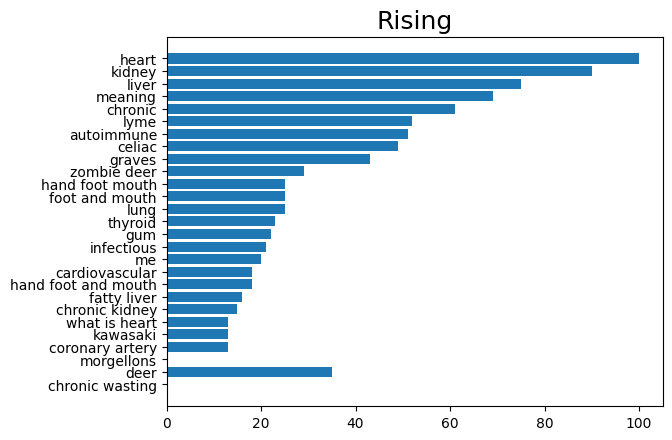 Rising
heart
kidney
liver
meaning
chronic
lyme
autoimmune
celiac
graves
zombie deer
hand foot mouth
foot and mouth
lung
thyroid
gum
infectious
me
cardiovascular
hand foot and mouth
fatty liver
chronic kidney
what is heart
kawasaki
coronary artery
morgellons
deer
chronic wasting
0 20 40 60 80 100